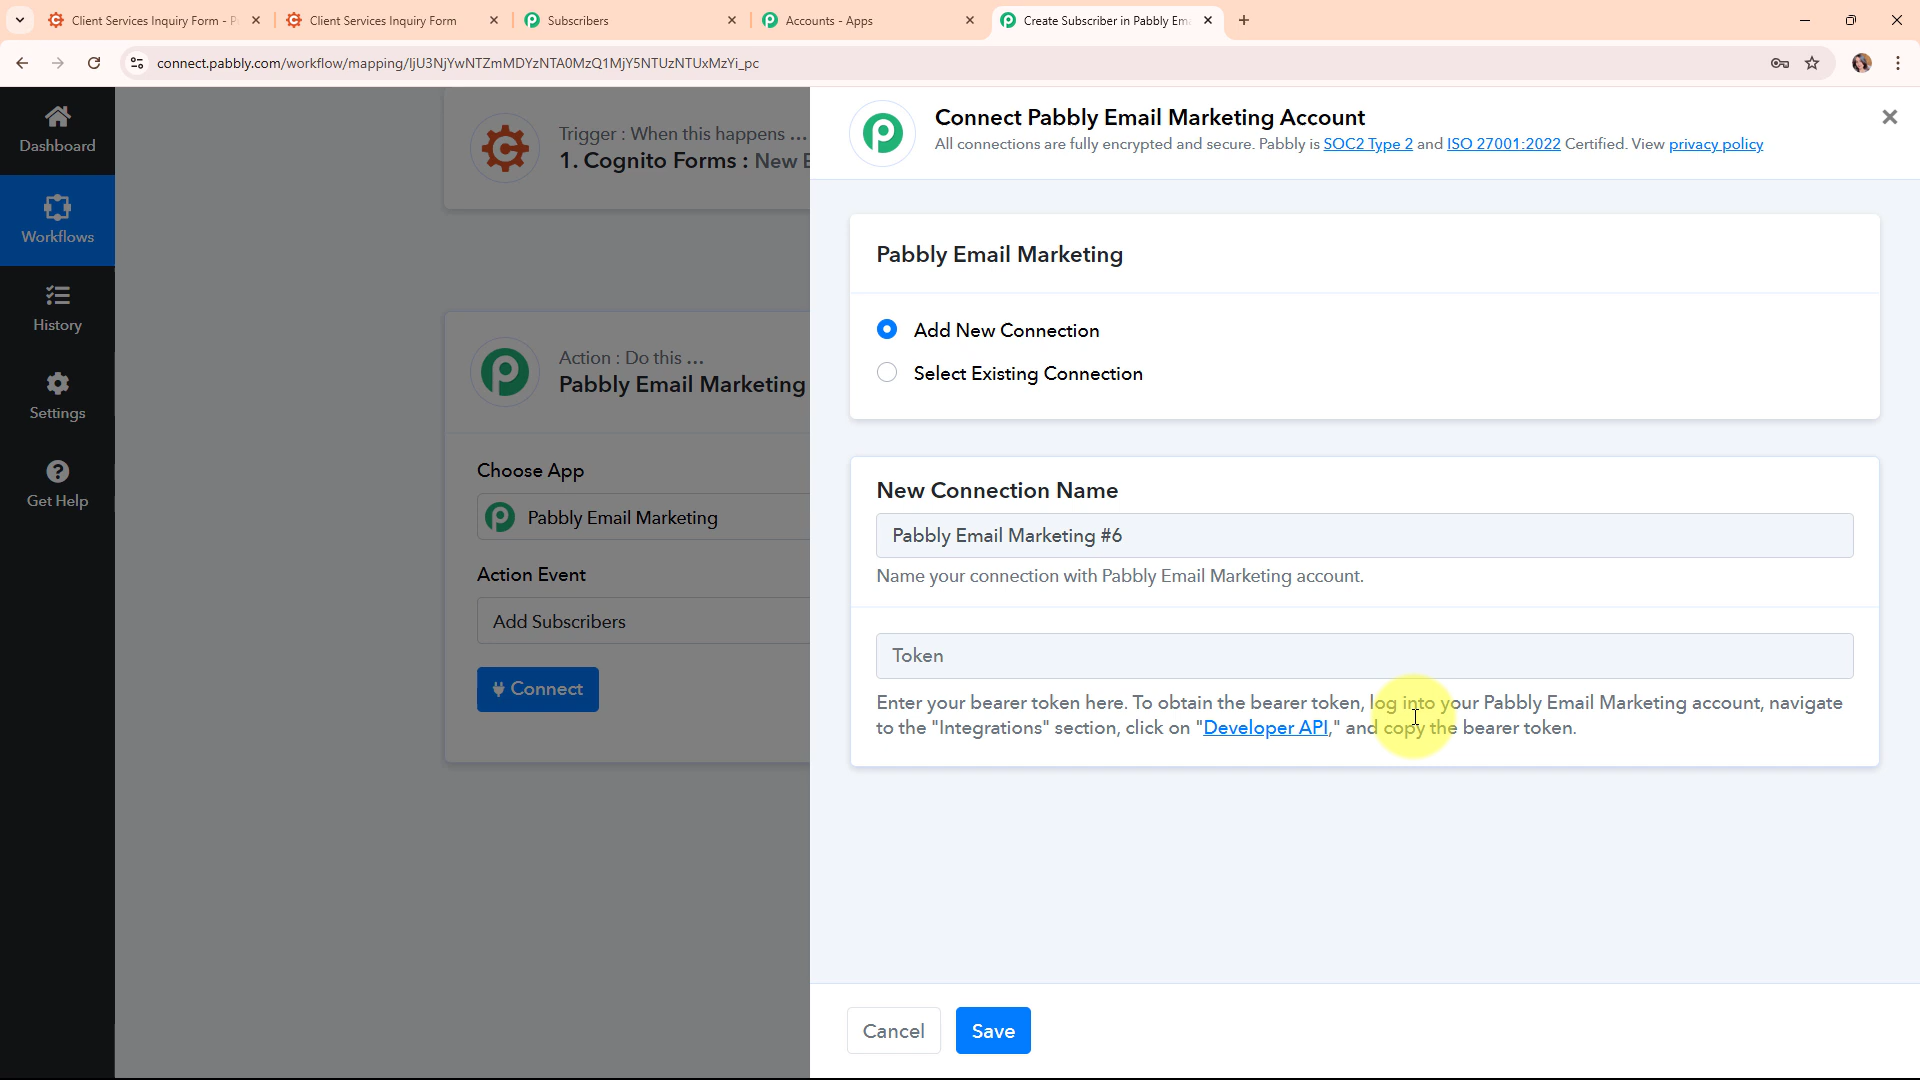 Client Services Inquiry Form - P
Client Services Inquiry Form
Subscribers
Accounts - Apps
Create Subscriber in Pabbly Em
connect.pabbly.com/workflow/mapping/IjU3NjYwNTZmMDYzNTA0MzQ1MjY5NTUzNTUxMzYi_pc
Dashboard
Workflows
History
Settings
Get Help
Trigger : When this happens ...
1. Cognito Forms : New E
Action : Do this ...
Pabbly Email Marketing
Choose App
Pabbly Email Marketing
Action Event
Add Subscribers
Connect
Connect Pabbly Email Marketing Account
All connections are fully encrypted and secure. Pabbly is SOC2 Type 2 and ISO 27001:2022 Certified. View privacy policy
Pabbly Email Marketing
Add New Connection
Select Existing Connection
New Connection Name
Pabbly Email Marketing #6
Name your connection with Pabbly Email Marketing account.
Token
Enter your bearer token here. To obtain the bearer token, log into your Pabbly Email Marketing account, navigate
to the "Integrations" section, click on "Developer API," and copy the bearer token.
Cancel
Save